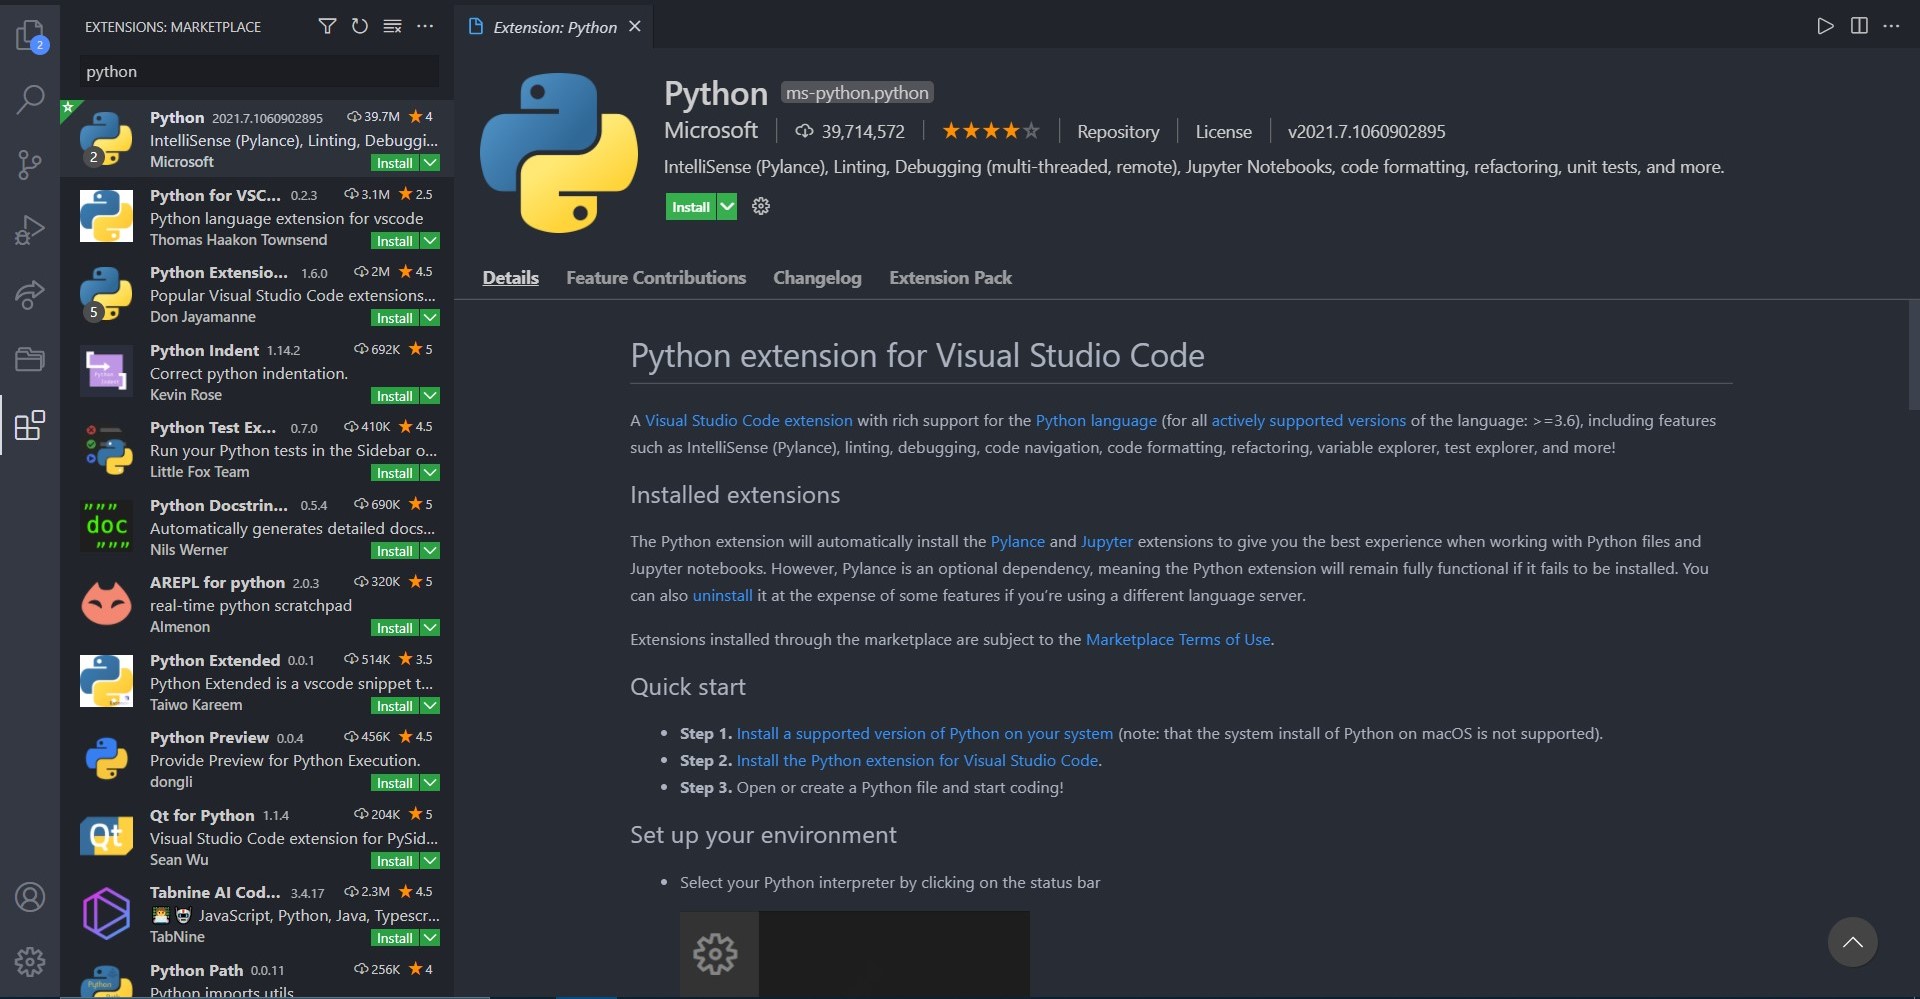 EXTENSIONS: MARKETPLACE
2
python
Python 2021.7.1060902895 39.7M 4
IntelliSense (Pylance), Linting, Debuggi...
2
Microsoft Install
Python for VSC... 0.2.3 3.1M 2.5
Python language extension for vscode
Thomas Haakon Townsend Install
Python Extensio... 1.6.0 2M 4.5
Popular Visual Studio Code extensions...
5
Don Jayamanne Install
Python Indent 1.14.2 692K 5
Correct python indentation.
Kevin Rose Install
Python Test Ex... 0.7.0 410K 4.5
Run your Python tests in the Sidebar o...
Little Fox Team Install
Python Docstrin... 0.5.4 690K 5
"""
doc
"""
Automatically generates detailed docs...
Nils Werner Install
AREPL for python 2.0.3 320K 5
real-time python scratchpad
Almenon Install
Python Extended 0.0.1 514K 3.5
Python Extended is a vscode snippet t...
Taiwo Kareem Install
Python Preview 0.0.4 456K 4.5
Provide Preview for Python Execution.
dongli Install
Qt for Python 1.1.4 204K 5
Qt
Visual Studio Code extension for PySid...
Sean Wu Install
Tabnine AI Cod... 3.4.17 2.3M 4.5
JavaScript, Python, Java, Typescr...
TabNine Install
Python Path 0.0.11 256K 4
Python
Python imports utils
Extension: Python
Python ms-python.python
Microsoft 39,714,572 Repository License v2021.7.1060902895
IntelliSense (Pylance), Linting, Debugging (multi-threaded, remote), Jupyter Notebooks, code formatting, refactoring, unit tests, and more.
Install
Details Feature Contributions Changelog Extension Pack
Python extension for Visual Studio Code
A Visual Studio Code extension with rich support for the Python language (for all actively supported versions of the language: >=3.6), including features
such as IntelliSense (Pylance), linting, debugging, code navigation, code formatting, refactoring, variable explorer, test explorer, and more!
Installed extensions
The Python extension will automatically install the Pylance and Jupyter extensions to give you the best experience when working with Python files and
Jupyter notebooks. However, Pylance is an optional dependency, meaning the Python extension will remain fully functional if it fails to be installed. You
can also uninstall it at the expense of some features if you’re using a different language server.
Extensions installed through the marketplace are subject to the Marketplace Terms of Use.
Quick start
• Step 1. Install a supported version of Python on your system (note: that the system install of Python on macOS is not supported).
• Step 2. Install the Python extension for Visual Studio Code.
• Step 3. Open or create a Python file and start coding!
Set up your environment
• Select your Python interpreter by clicking on the status bar